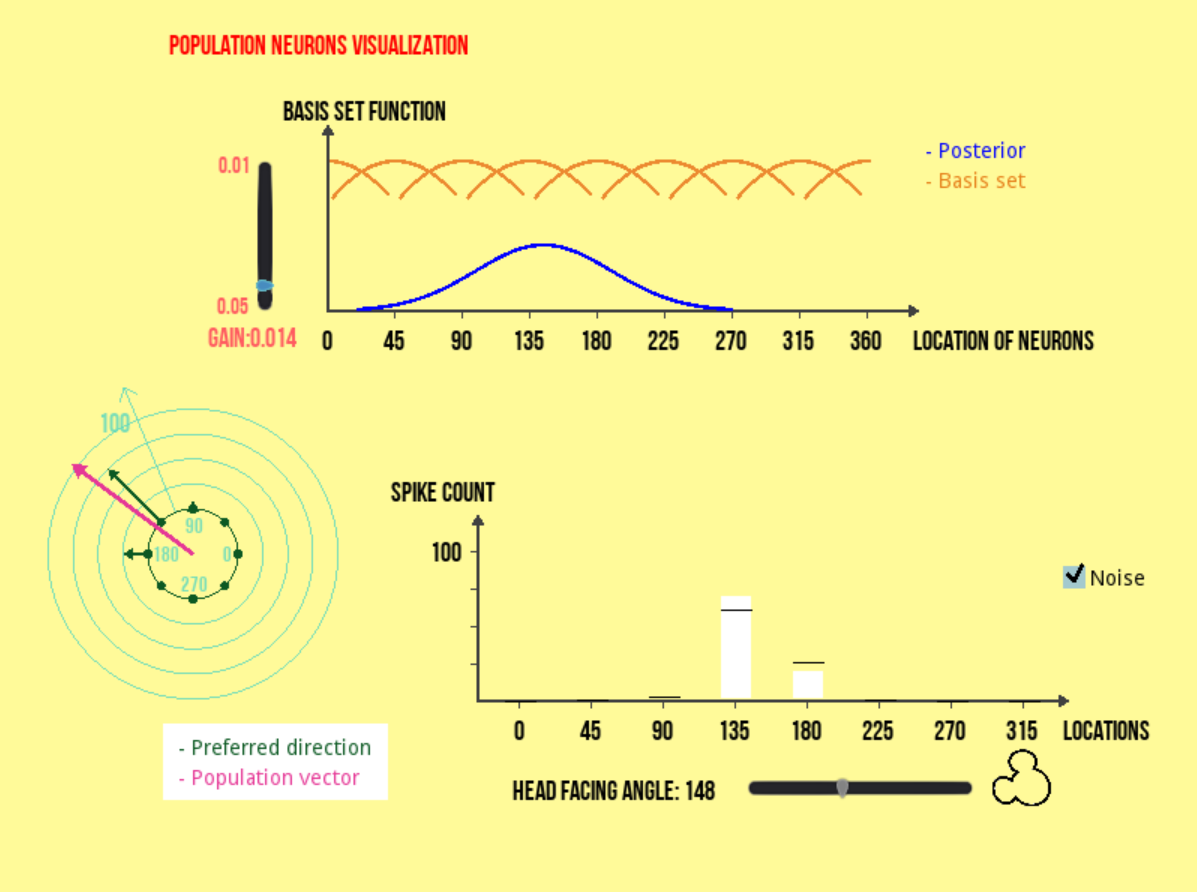 POPULATION NEURONS VISUALIZATION
BASIS SET FUNCTION
- Posterior
- Basis set
0.01
0.05
GAIN:0.014
0 45 90 135 180 225 270 315 360 LOCATION OF NEURONS
100
90
180 0
270
SPIKE COUNT
100
Noise
0 45 90 135 180 225 270 315 LOCATIONS
- Preferred direction
- Population vector
HEAD FACING ANGLE: 148